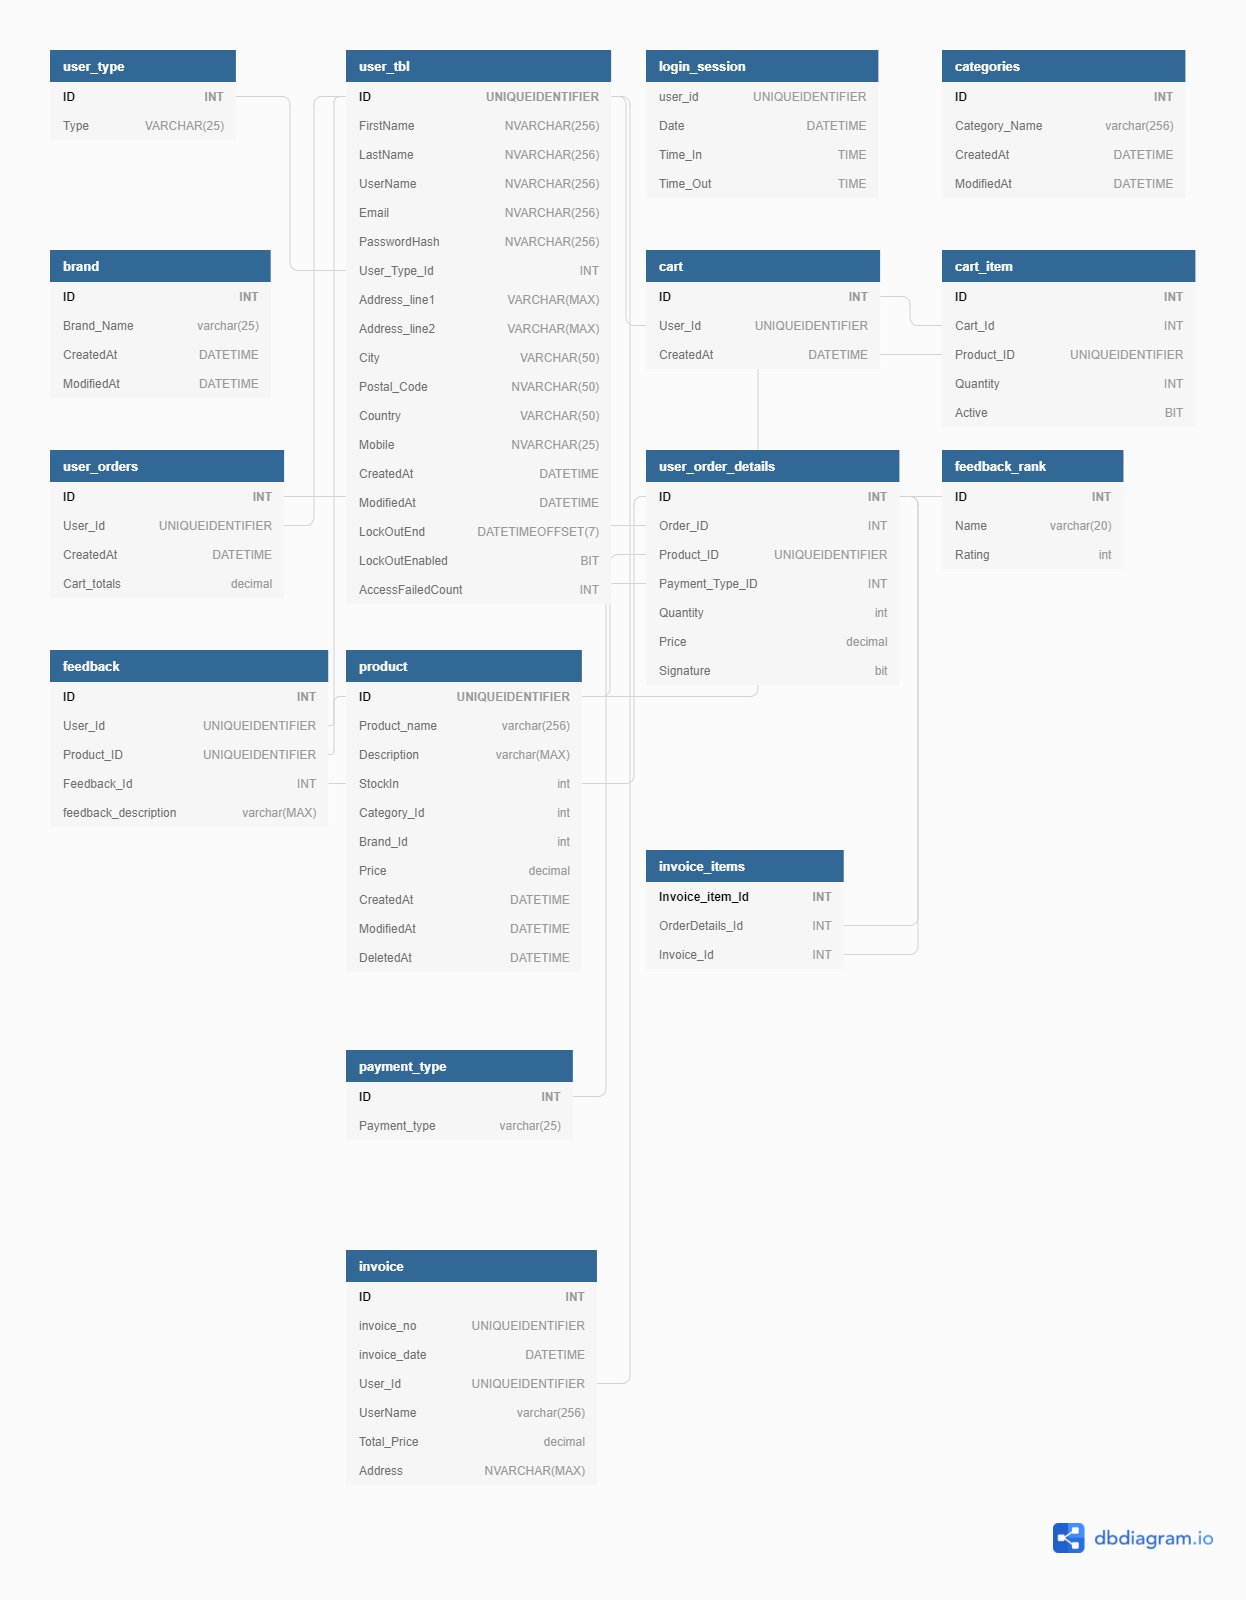 user_type
ID INT
Type VARCHAR(25)
user_tbl
ID UNIQUEIDENTIFIER
FirstName NVARCHAR(256)
LastName NVARCHAR(256)
UserName NVARCHAR(256)
Email NVARCHAR(256)
PasswordHash NVARCHAR(256)
User_Type_Id INT
Address_line1 VARCHAR(MAX)
Address_line2 VARCHAR(MAX)
City VARCHAR(50)
Postal_Code NVARCHAR(50)
Country VARCHAR(50)
Mobile NVARCHAR(25)
CreatedAt DATETIME
ModifiedAt DATETIME
LockOutEnd DATETIMEOFFSET(7)
LockOutEnabled BIT
AccessFailedCount INT
login_session
user_id UNIQUEIDENTIFIER
Date DATETIME
Time_In TIME
Time_Out TIME
categories
ID INT
Category_Name varchar(256)
CreatedAt DATETIME
ModifiedAt DATETIME
brand
ID INT
Brand_Name varchar(25)
CreatedAt DATETIME
ModifiedAt DATETIME
cart
ID INT
User_Id UNIQUEIDENTIFIER
CreatedAt DATETIME
cart_item
ID INT
Cart_Id INT
Product_ID UNIQUEIDENTIFIER
Quantity INT
Active BIT
user_orders
ID INT
User_Id UNIQUEIDENTIFIER
CreatedAt DATETIME
Cart_totals decimal
user_order_details
ID INT
Order_ID INT
Product_ID UNIQUEIDENTIFIER
Payment_Type_ID INT
Quantity int
Price decimal
Signature bit
feedback_rank
ID INT
Name varchar(20)
Rating int
feedback
ID INT
User_Id UNIQUEIDENTIFIER
Product_ID UNIQUEIDENTIFIER
Feedback_Id INT
feedback_description varchar(MAX)
product
ID UNIQUEIDENTIFIER
Product_name varchar(256)
Description varchar(MAX)
StockIn int
Category_Id int
Brand_Id int
Price decimal
CreatedAt DATETIME
ModifiedAt DATETIME
DeletedAt DATETIME
invoice_items
Invoice_item_Id INT
OrderDetails_Id INT
Invoice_Id INT
payment_type
ID INT
Payment_type varchar(25)
invoice
ID INT
invoice_no UNIQUEIDENTIFIER
invoice_date DATETIME
User_Id UNIQUEIDENTIFIER
UserName varchar(256)
Total_Price decimal
Address NVARCHAR(MAX)
dbdiagram.io